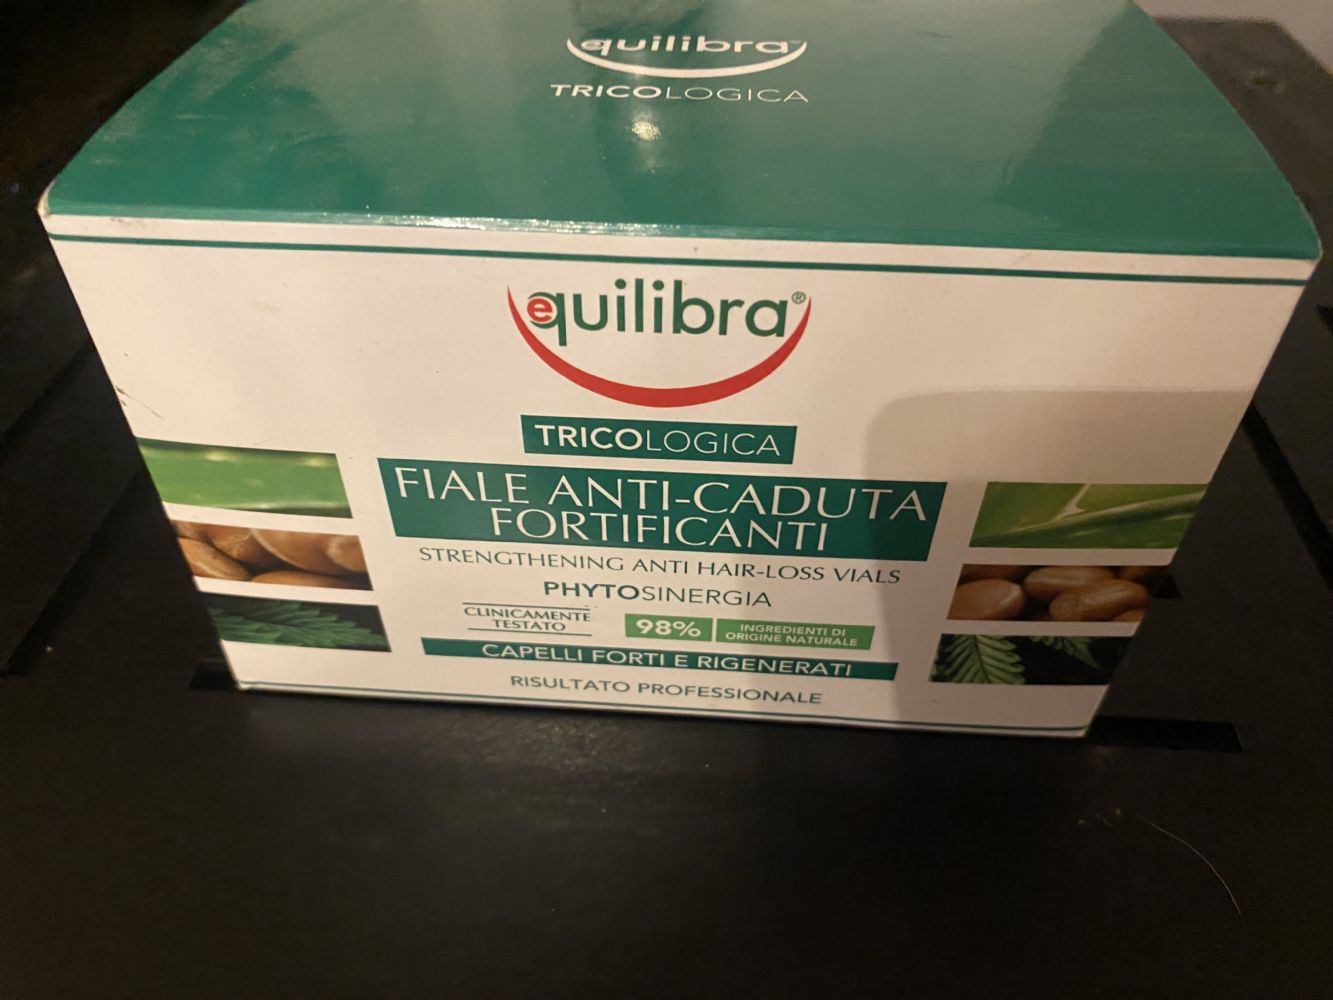 equilibra™
TRICOLOGICA
equilibra®
TRICOLOGICA
FIALE ANTI-CADUTA
FORTIFICANTI
STRENGTHENING ANTI HAIR-LOSS VIALS
PHYTOSINERGIA
CLINICAMENTE
TESTATO
98%
INGREDIENTI DI
ORIGINE NATURALE
CAPELLI FORTI E RIGENERATI
RISULTATO PROFESSIONALE